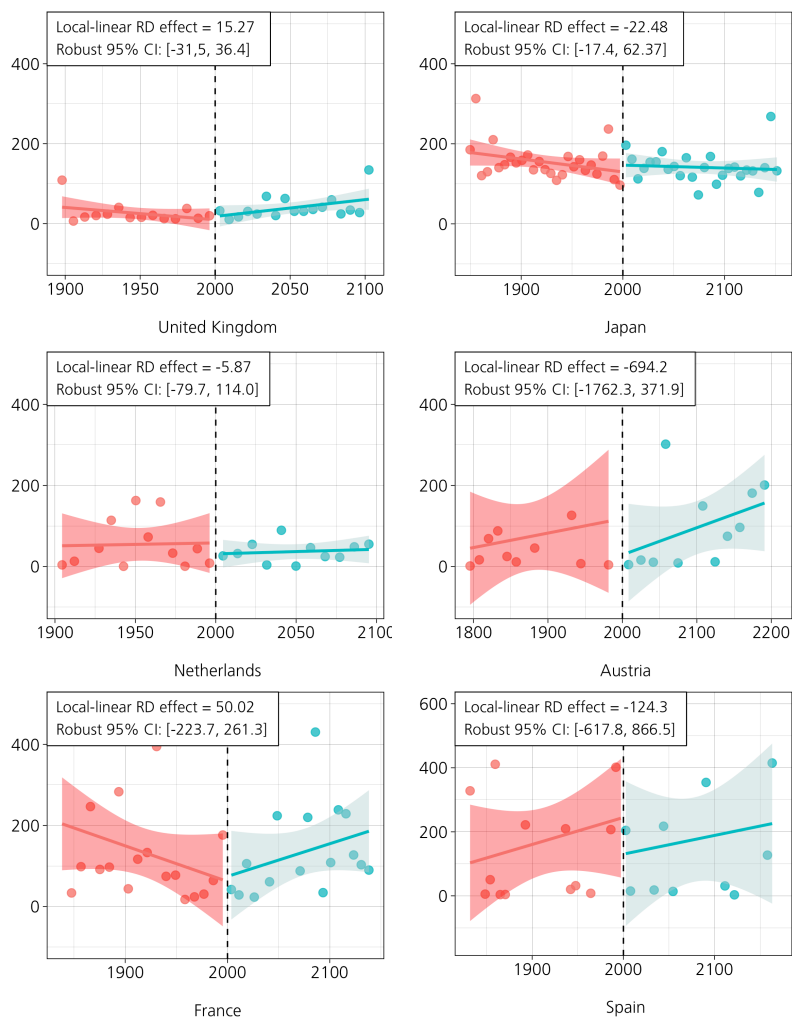 Local-linear RD effect = 15.27
Robust 95% CI: [-31,5, 36.4]
400
200
0
1900 1950 2000 2050 2100
United Kingdom
Local-linear RD effect = -22.48
Robust 95% CI: [-17.4, 62.37]
400
200
0
1900 2000 2100
Japan
Local-linear RD effect = -5.87
Robust 95% CI: [-79.7, 114.0]
400
200
0
1900 1950 2000 2050 2100
Netherlands
Local-linear RD effect = -694.2
Robust 95% CI: [-1762.3, 371.9]
400
200
0
1800 1900 2000 2100 2200
Austria
Local-linear RD effect = 50.02
Robust 95% CI: [-223.7, 261.3]
400
200
0
1900 2000 2100
France
600
Local-linear RD effect = -124.3
Robust 95% CI: [-617.8, 866.5]
400
200
0
1900 2000 2100
Spain